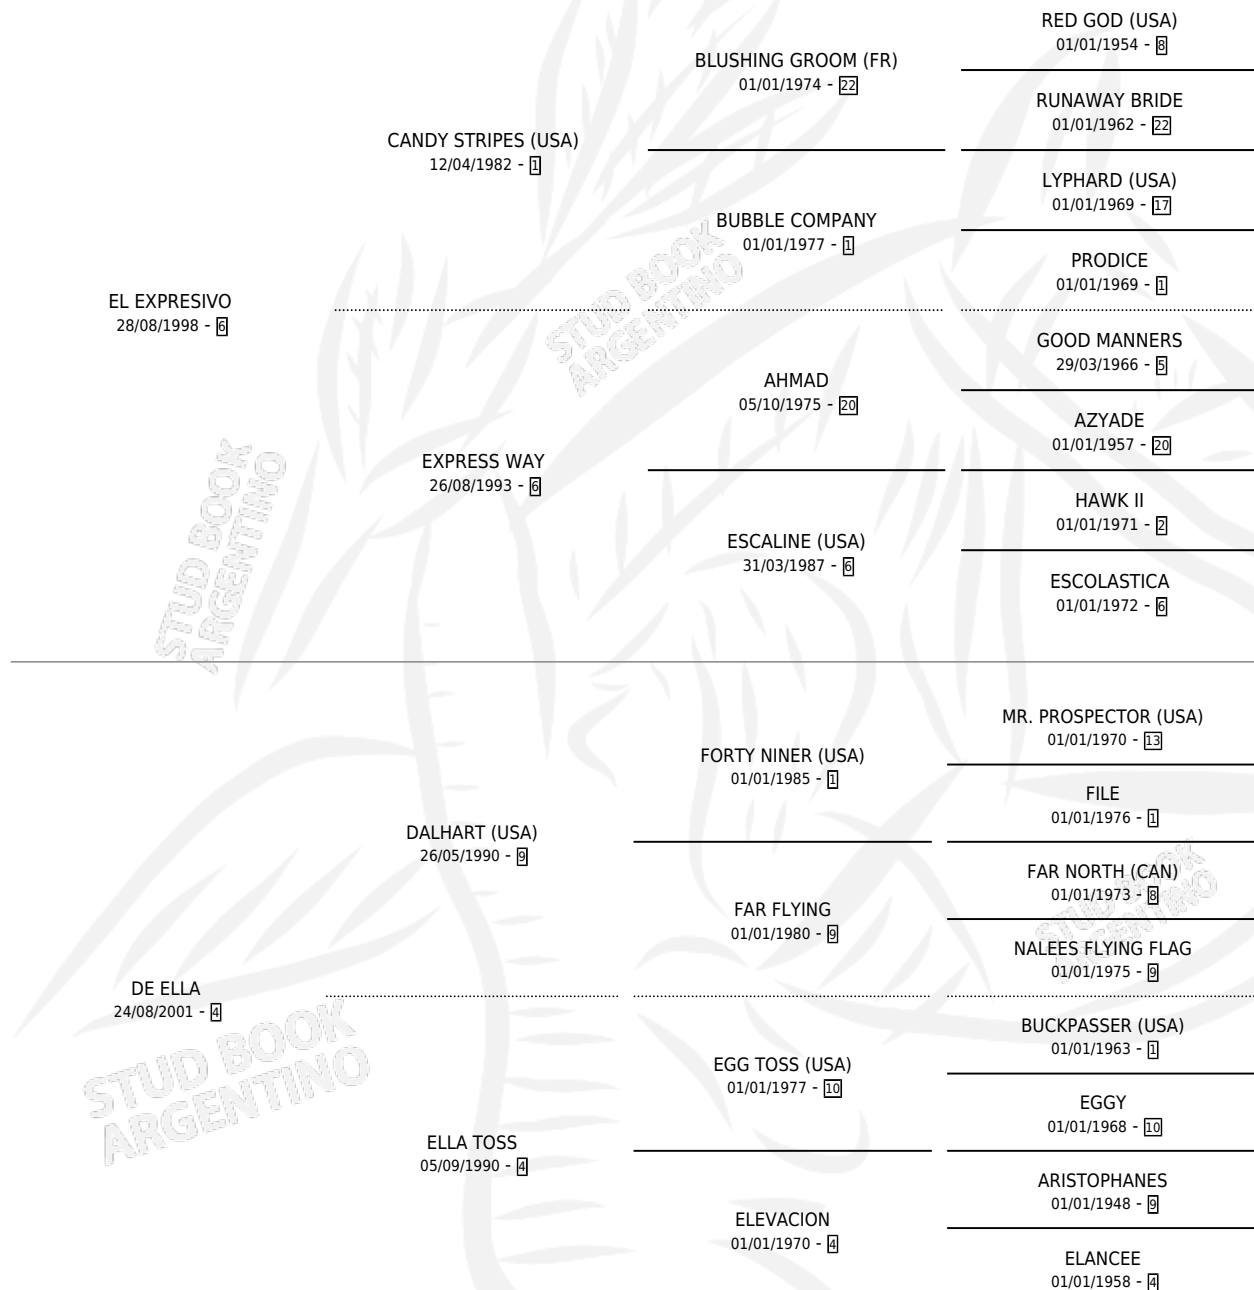 RED GOD (USA)
01/01/1954 - 8
BLUSHING GROOM (FR)
01/01/1974 - 22
RUNAWAY BRIDE
01/01/1962 - 22
CANDY STRIPES (USA)
12/04/1982 - 1
LYPHARD (USA)
01/01/1969 - 17
BUBBLE COMPANY
01/01/1977 - 1
PRODICE
01/01/1969 - 1
EL EXPRESIVO
28/08/1998 - 6
STUD BOOK
ARGENTINO
GOOD MANNERS
29/03/1966 - 5
AHMAD
05/10/1975 - 20
AZYADE
01/01/1957 - 20
EXPRESS WAY
26/08/1993 - 6
HAWK II
01/01/1971 - 2
ESCALINE (USA)
31/03/1987 - 6
ESCOLASTICA
01/01/1972 - 6
STUD BOOK
ARGENTINO
MR. PROSPECTOR (USA)
01/01/1970 - 13
FORTY NINER (USA)
01/01/1985 - 1
FILE
01/01/1976 - 1
DALHART (USA)
26/05/1990 - 9
FAR NORTH (CAN)
01/01/1973 - 8
FAR FLYING
01/01/1980 - 9
NALEES FLYING FLAG
01/01/1975 - 9
STUD BOOK
ARGENTINO
DE ELLA
24/08/2001 - 4
BUCKPASSER (USA)
01/01/1963 - 1
EGG TOSS (USA)
01/01/1977 - 10
EGGY
01/01/1968 - 10
STUD BOOK
ARGENTINO
ELLA TOSS
05/09/1990 - 4
ARISTOPHANES
01/01/1948 - 9
ELEVACION
01/01/1970 - 4
ELANCEE
01/01/1958 - 4